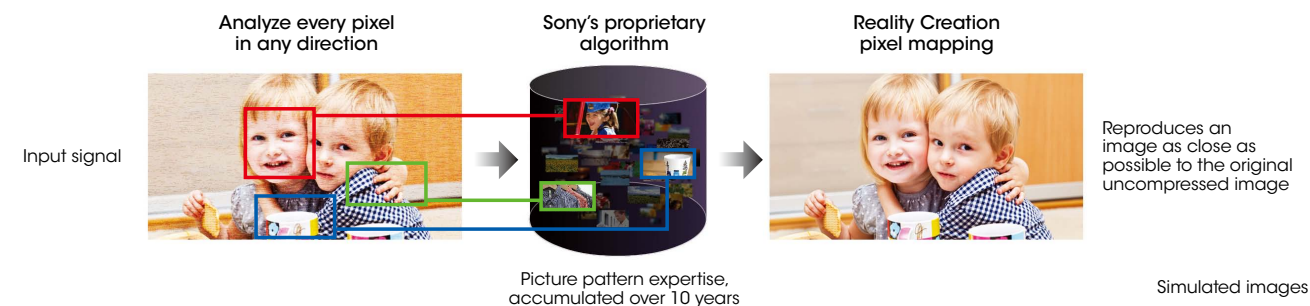 Analyze every pixel
in any direction
Sony's proprietary
algorithm
Reality Creation
pixel mapping
Input signal
Reproduces an
image as close as
possible to the original
uncompressed image
Picture pattern expertise,
accumulated over 10 years
Simulated images